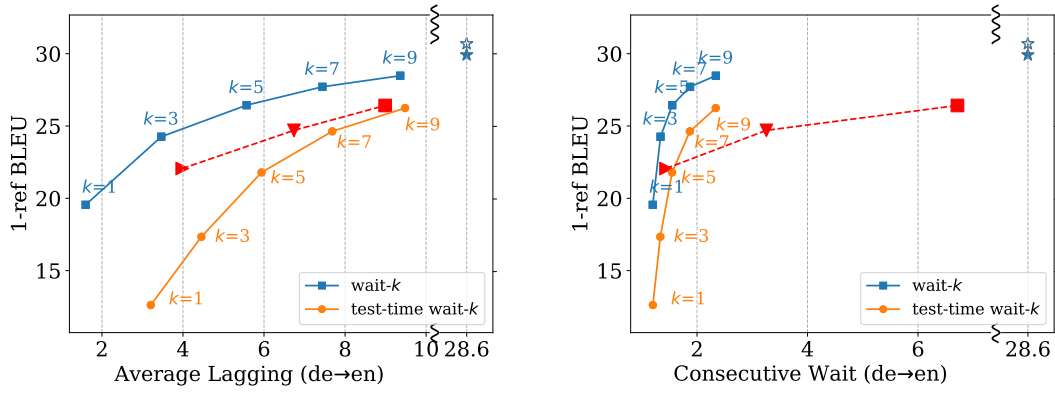 30
25
20
15
1-ref BLEU
k=1
k=3
k=5
k=7
k=9
k=1
k=3
k=5
k=7
k=9
wait-k
test-time wait-k
2 4 6 8 10 28.6
Average Lagging (de→en)
30
25
20
15
1-ref BLEU
k=1
k=3
k=5
k=7
k=9
k=1
k=3
k=5
k=7
k=9
wait-k
test-time wait-k
2 4 6 28.6
Consecutive Wait (de→en)